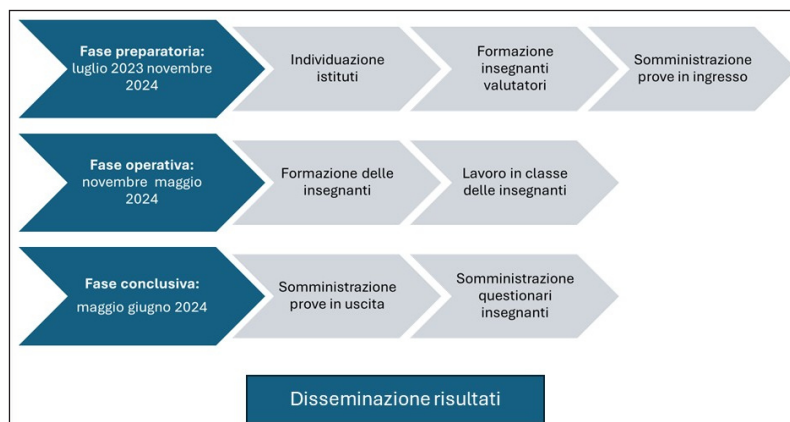 Fase preparatoria:
luglio 2023 novembre
2024
Individuazione
istituti
Formazione
insegnanti
valutatori
Somministrazione
prove in ingresso
Fase operativa:
novembre maggio
2024
Formazione delle
insegnanti
Lavoro in classe
delle insegnanti
Fase conclusiva:
maggio giugno 2024
Somministrazione
prove in uscita
Somministrazione
questionari
insegnanti
Disseminazione risultati